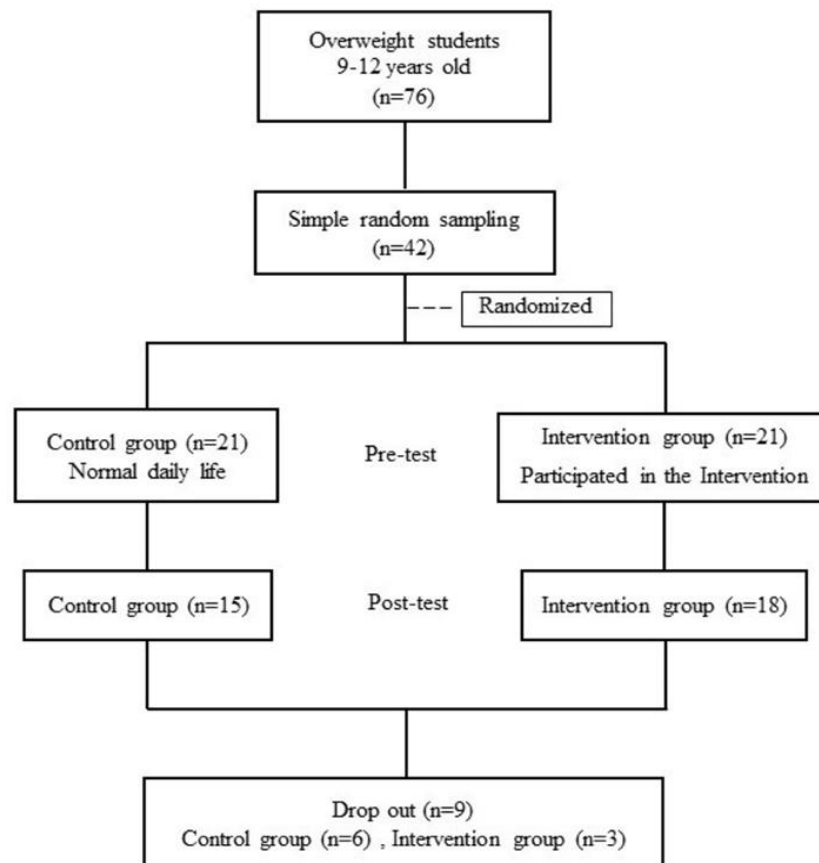 Overweight students
9-12 years old
(n=76)
Simple random sampling
(n=42)
Randomized
Control group (n=21)
Normal daily life
Pre-test
Intervention group (n=21)
Participated in the Intervention
Control group (n=15)
Post-test
Intervention group (n=18)
Drop out (n=9)
Control group (n=6) , Intervention group (n=3)